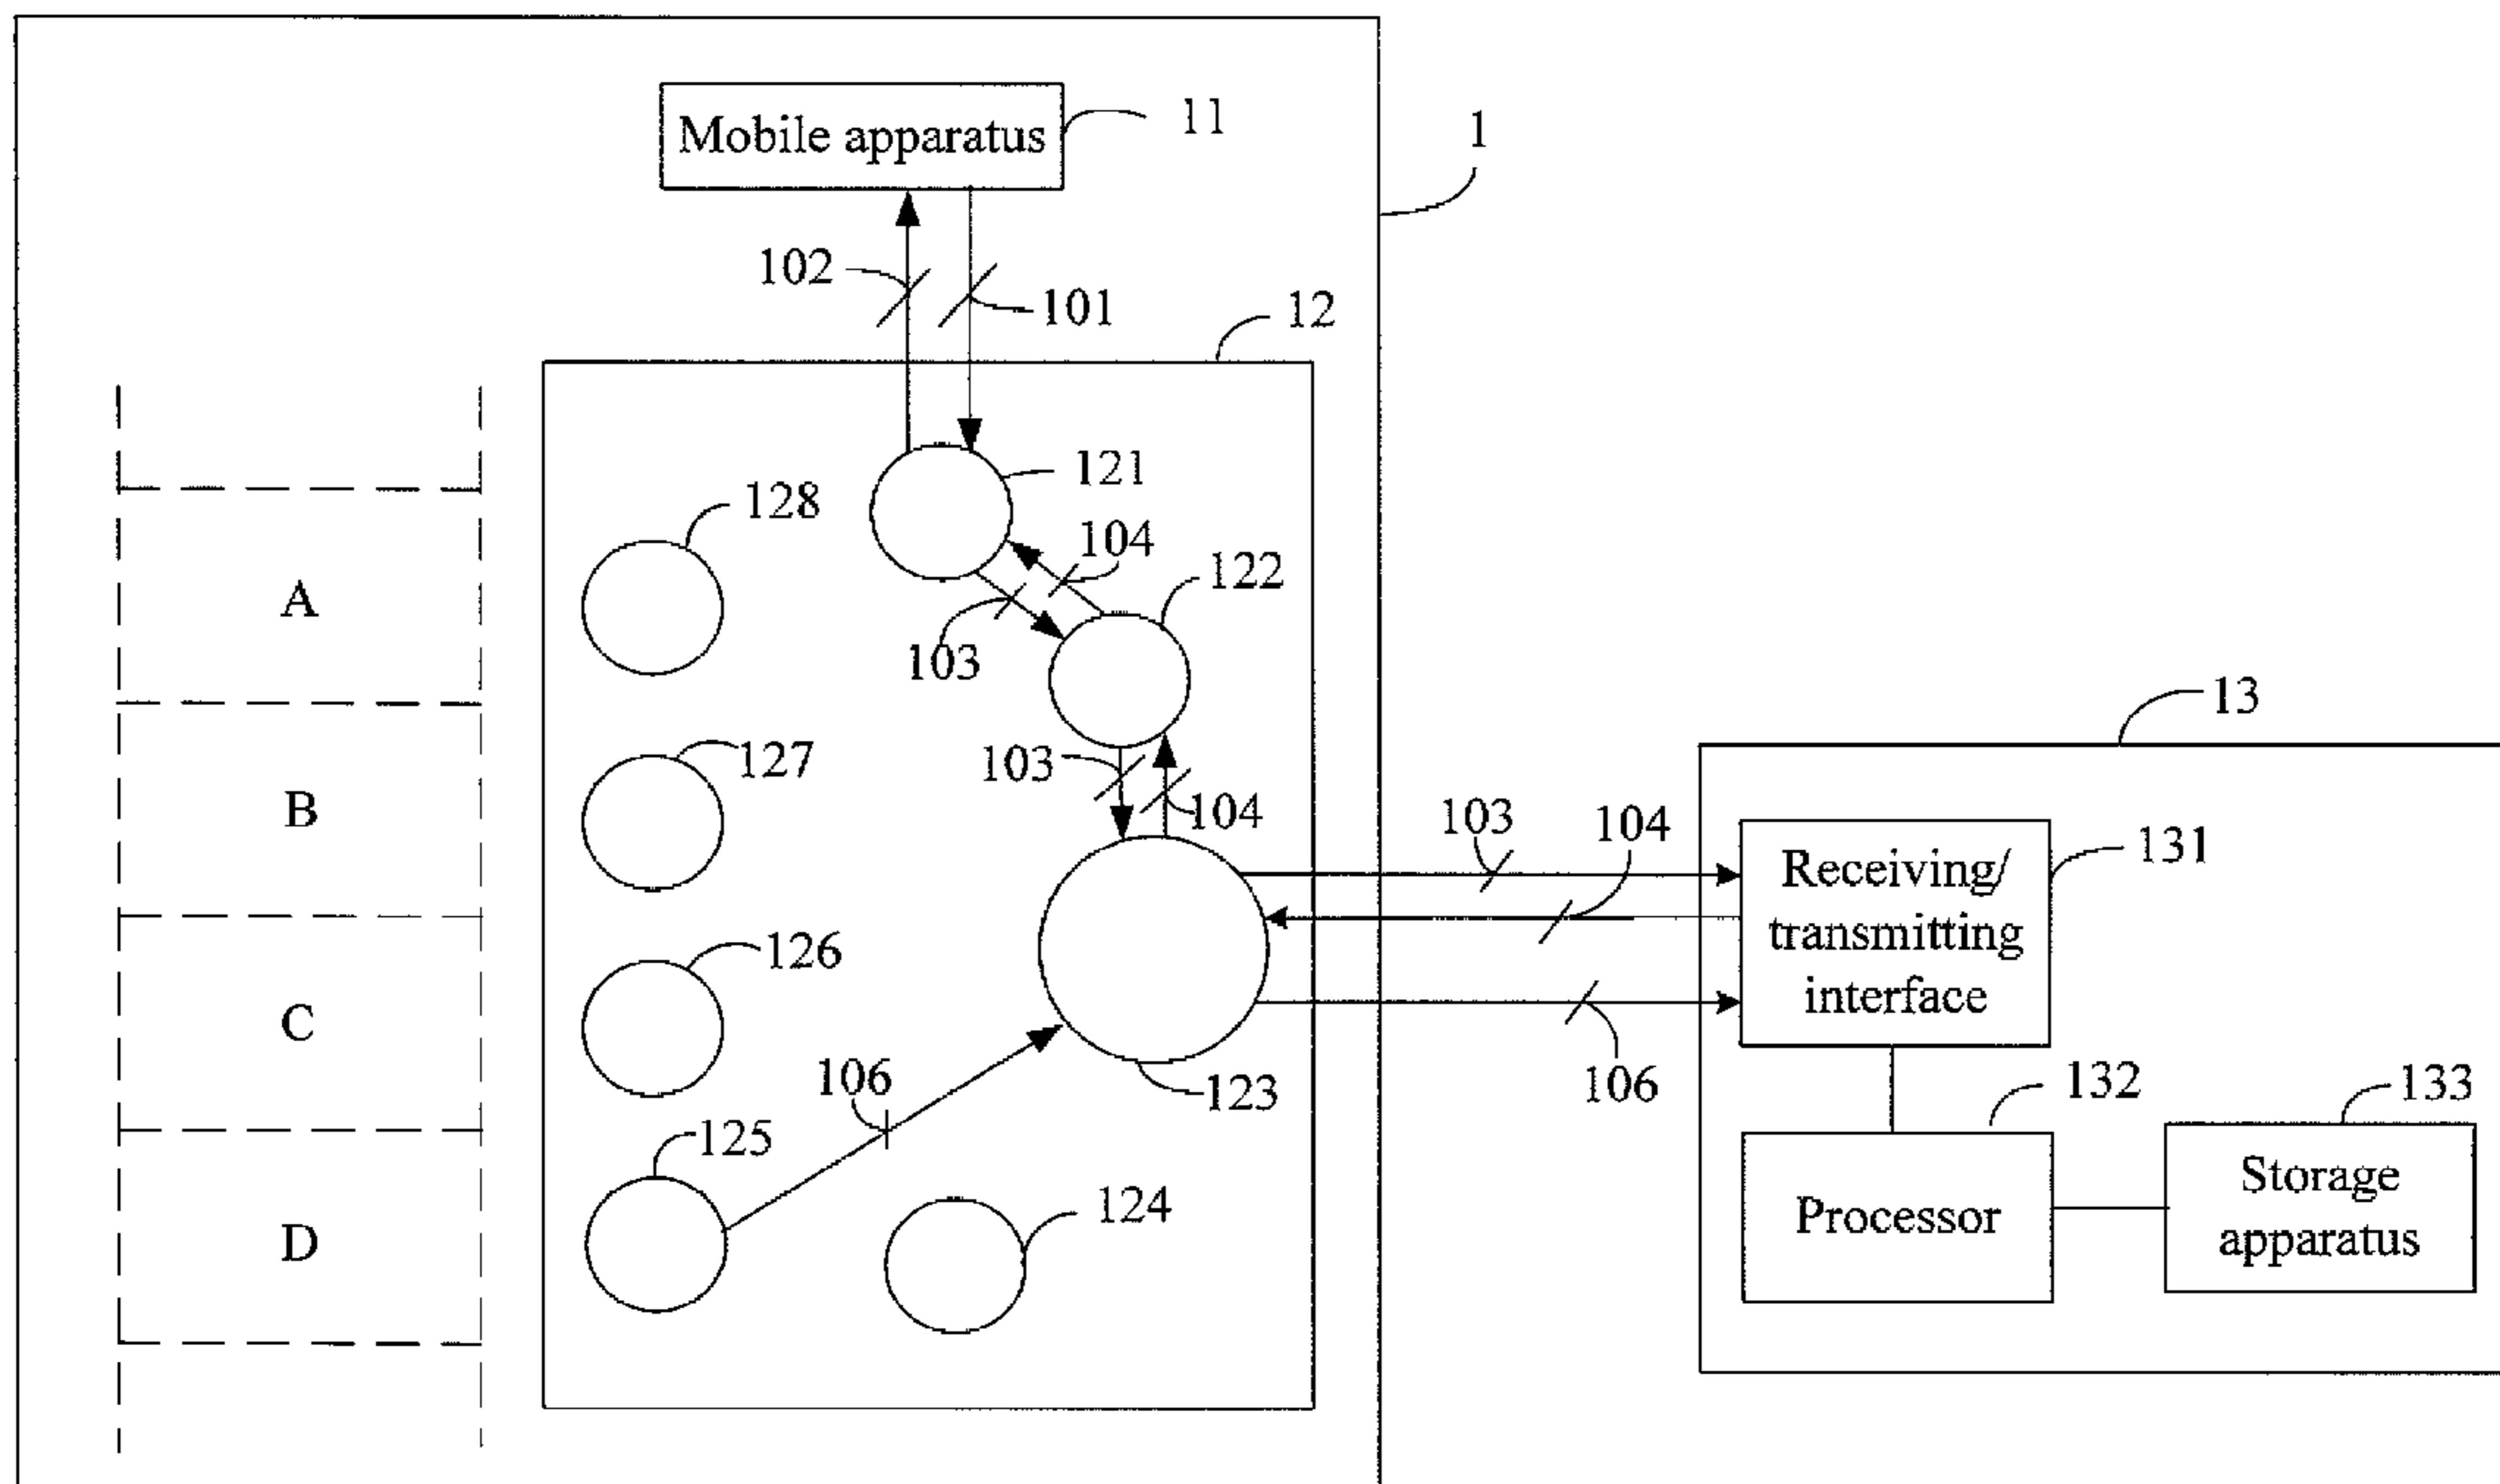 Mobile apparatus
11
1
102
101
12
121
128
104
122
A
103
13
127
103
B
104
103
104
131
Receiving/
transmitting
interface
126
C
106
123
106
132
133
125
Storage
apparatus
124
Processor
D